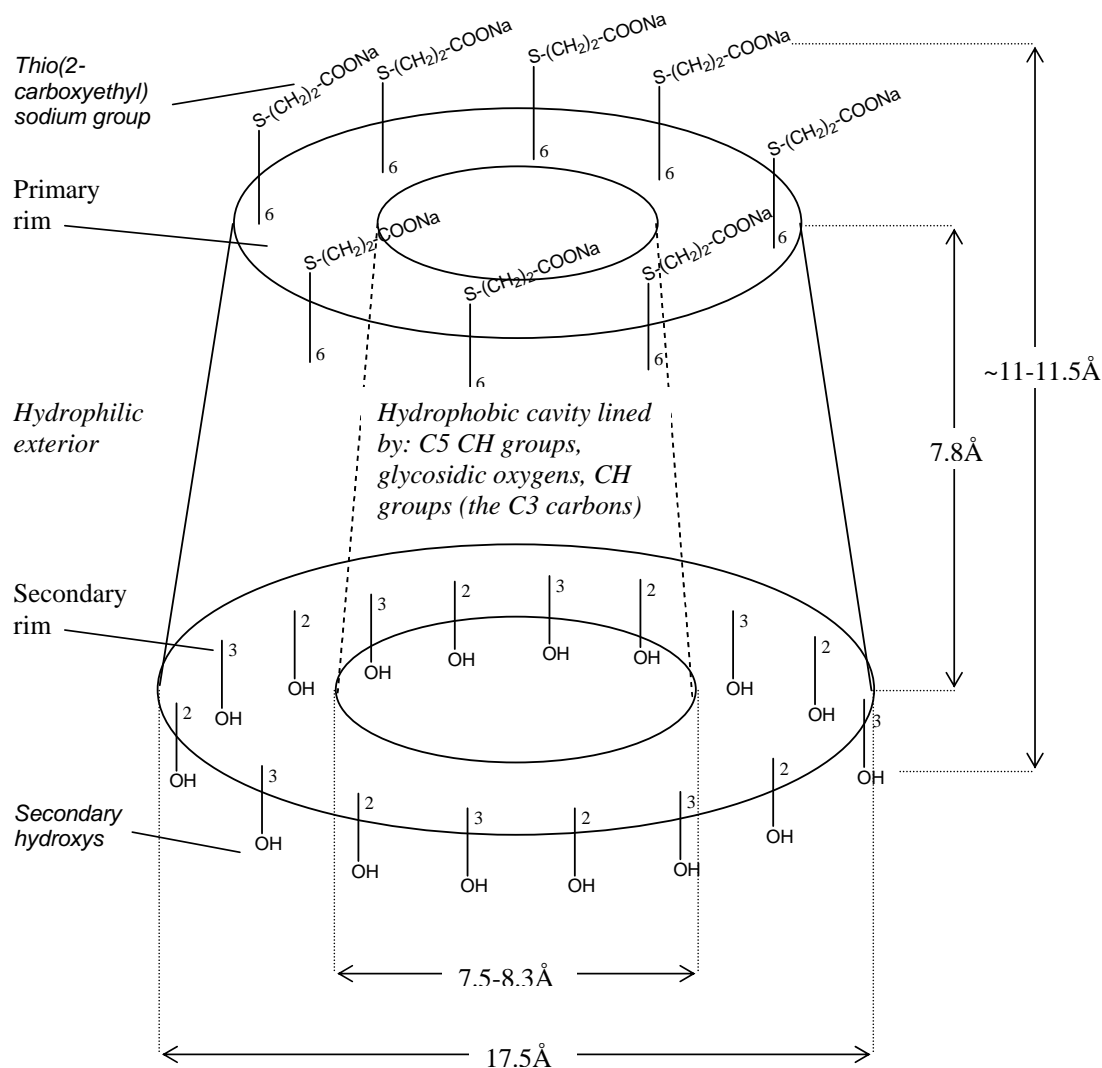 Thio(2-
carboxyethyl)
sodium group
S-(CH₂)₂-COONa
S-(CH₂)₂-COONa
S-(CH₂)₂-COONa
S-(CH₂)₂-COONa
S-(CH₂)₂-COONa
6
6
6
6
6
Primary
rim
S-(CH₂)₂-COONa
S-(CH₂)₂-COONa
S-(CH₂)₂-COONa
6
6
6
~11-11.5Å
7.8Å
Hydrophilic
exterior
Hydrophobic cavity lined
by: C5 CH groups,
glycosidic oxygens, CH
groups (the C3 carbons)
Secondary
rim
3
2
3
2
3
2
3
2
OH
OH
OH
OH
OH
OH
OH
OH
2
3
2
3
2
3
2
3
OH
OH
OH
OH
OH
OH
OH
OH
Secondary
hydroxys
7.5-8.3Å
17.5Å